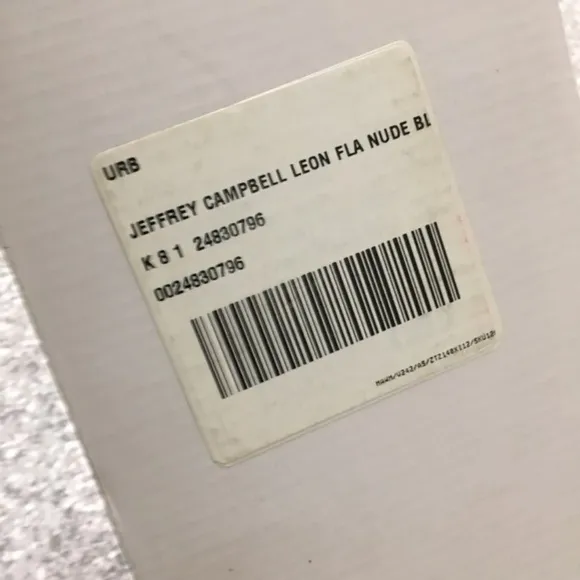 URB
JEFFREY CAMPBELL LEON FLA NUDE BL
K 8 1 24830796
0024830796